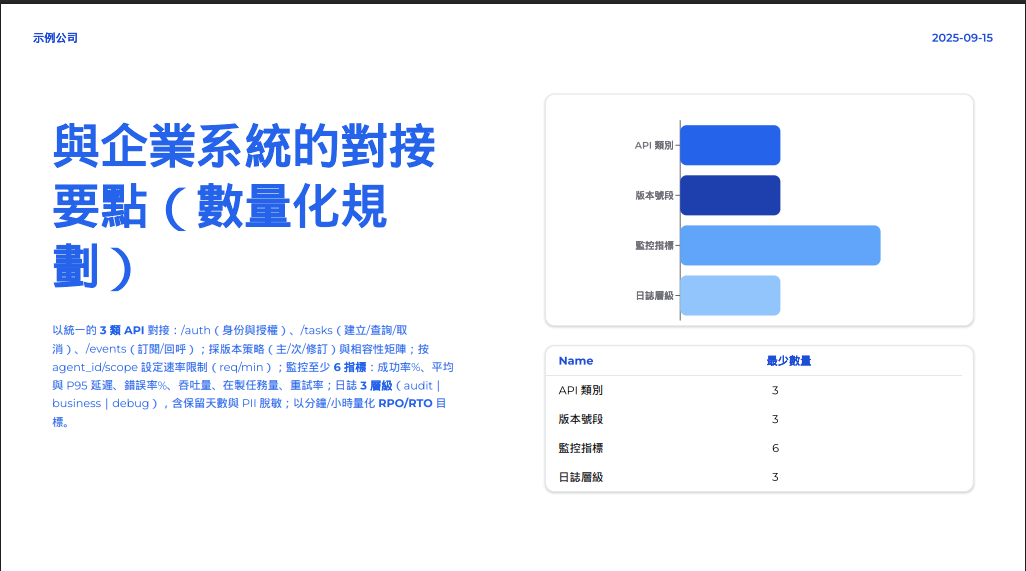 示例公司
2025-09-15
與企業系統的對接
要點（數量化規
劃）
以統一的 3 類 API 對接：/auth（身份與授權）、/tasks（建立/查詢/取
消）、/events（訂閱/回呼）；採版本策略（主/次/修訂）與相容性矩陣；按
agent_id/scope 設定速率限制（req/min）；監控至少 6 指標：成功率%、平均
與 P95 延遲、錯誤率%、吞吐量、在製任務量、重試率；日誌 3 層級（audit |
business | debug），含保留天數與 PII 脫敏；以分鐘/小時量化 RPO/RTO 目
標。
API 類別
版本號段
監控指標
日誌層級
Name 最少數量
API 類別 3
版本號段 3
監控指標 6
日誌層級 3